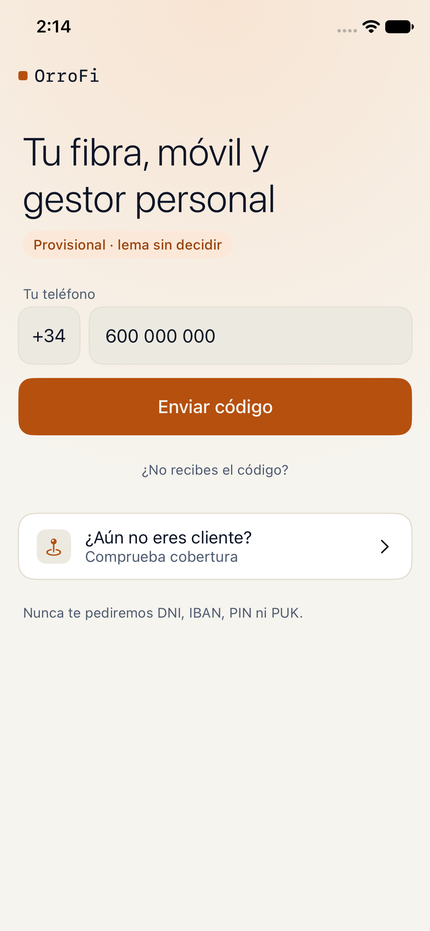 2:14
OrroFi
Tu fibra, móvil y
gestor personal
Provisional · lema sin decidir
Tu teléfono
+34
600 000 000
Enviar código
¿No recibes el código?
¿Aún no eres cliente?
Comprueba cobertura
Nunca te pediremos DNI, IBAN, PIN ni PUK.